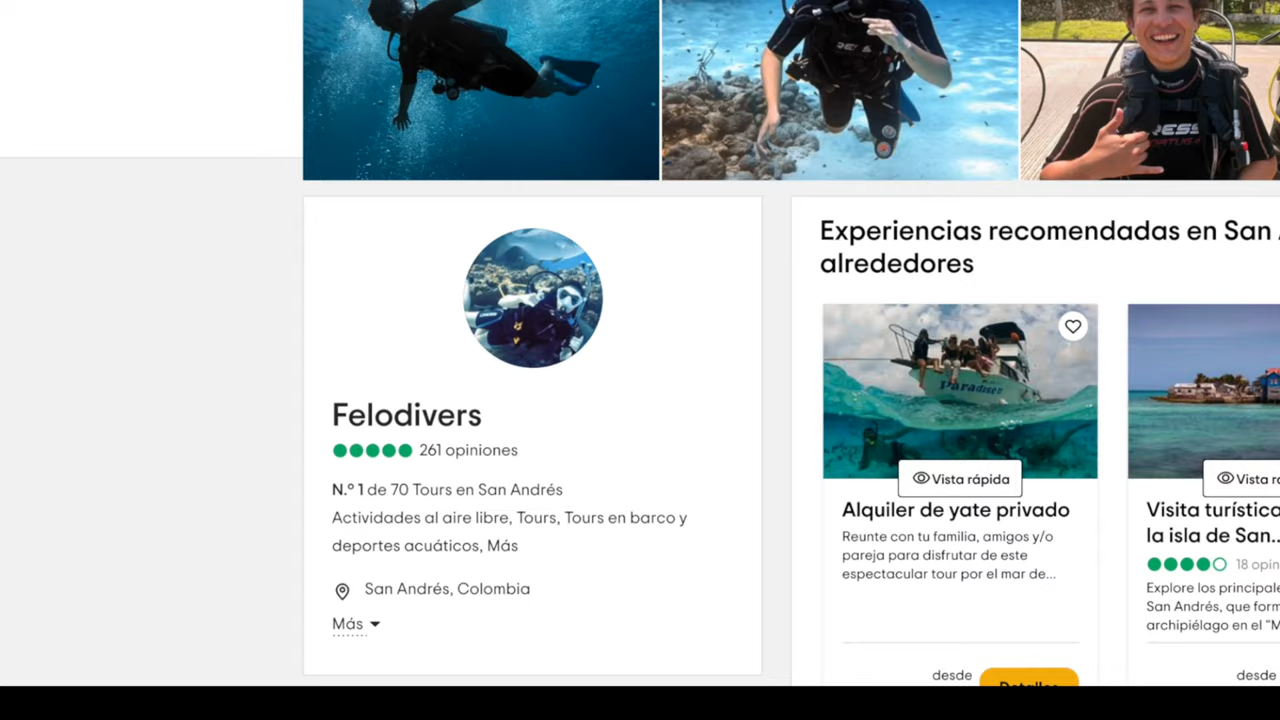 RESS
Felodivers
261 opiniones
N.º 1 de 70 Tours en San Andrés
Actividades al aire libre, Tours, Tours en barco y
deportes acuáticos, Más
San Andrés, Colombia
Más
Experiencias recomendadas en San
alrededores
Paradise
Vista rápida
Alquiler de yate privado
Reunte con tu familia, amigos y/o
pareja para disfrutar de este
espectacular tour por el mar de...
desde
Detalles
Vista
Visita turística
la isla de San...
18
Explore los principale
San Andrés, que form
archipiélago en el "M
desde